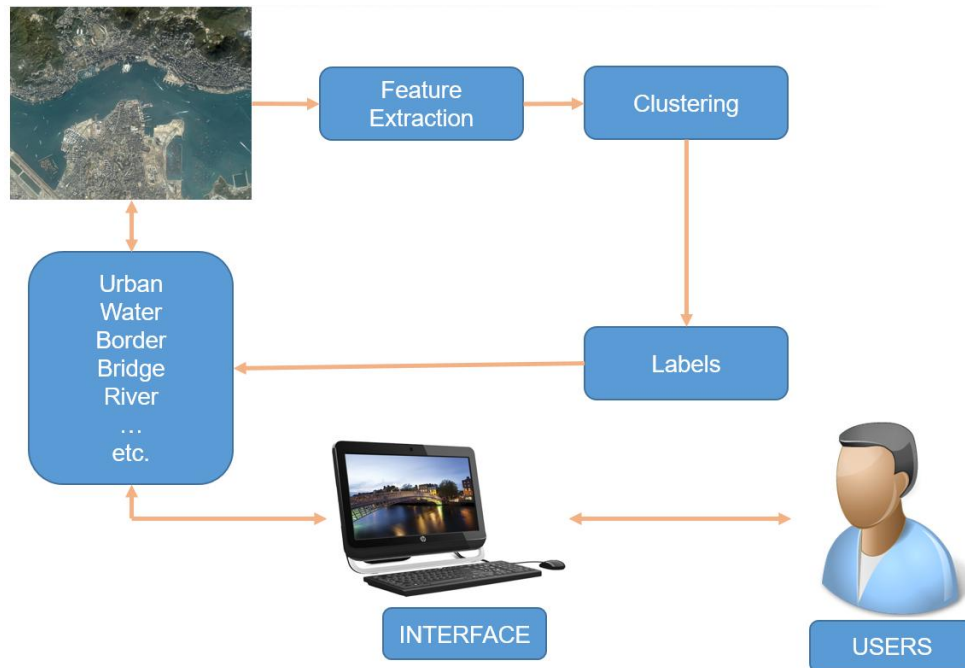 Feature
Extraction
Clustering
Urban
Water
Border
Bridge
River
...
etc.
Labels
INTERFACE
USERS